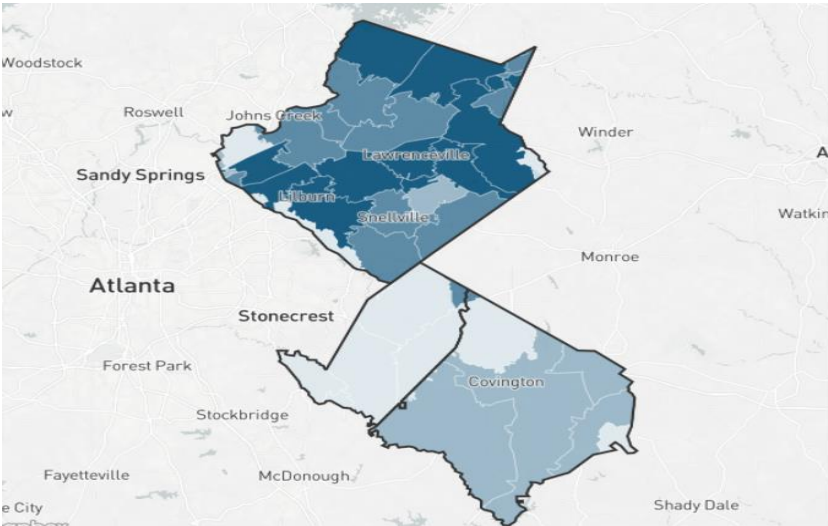 Woodstock
w
Roswell
Johns Creek
Winder
A
Lawrenceville
Sandy Springs
Lilburn
Snellville
Watkin
Monroe
Atlanta
Stonecrest
Forest Park
Covington
Stockbridge
Fayetteville
McDonough
Shady Dale
e City